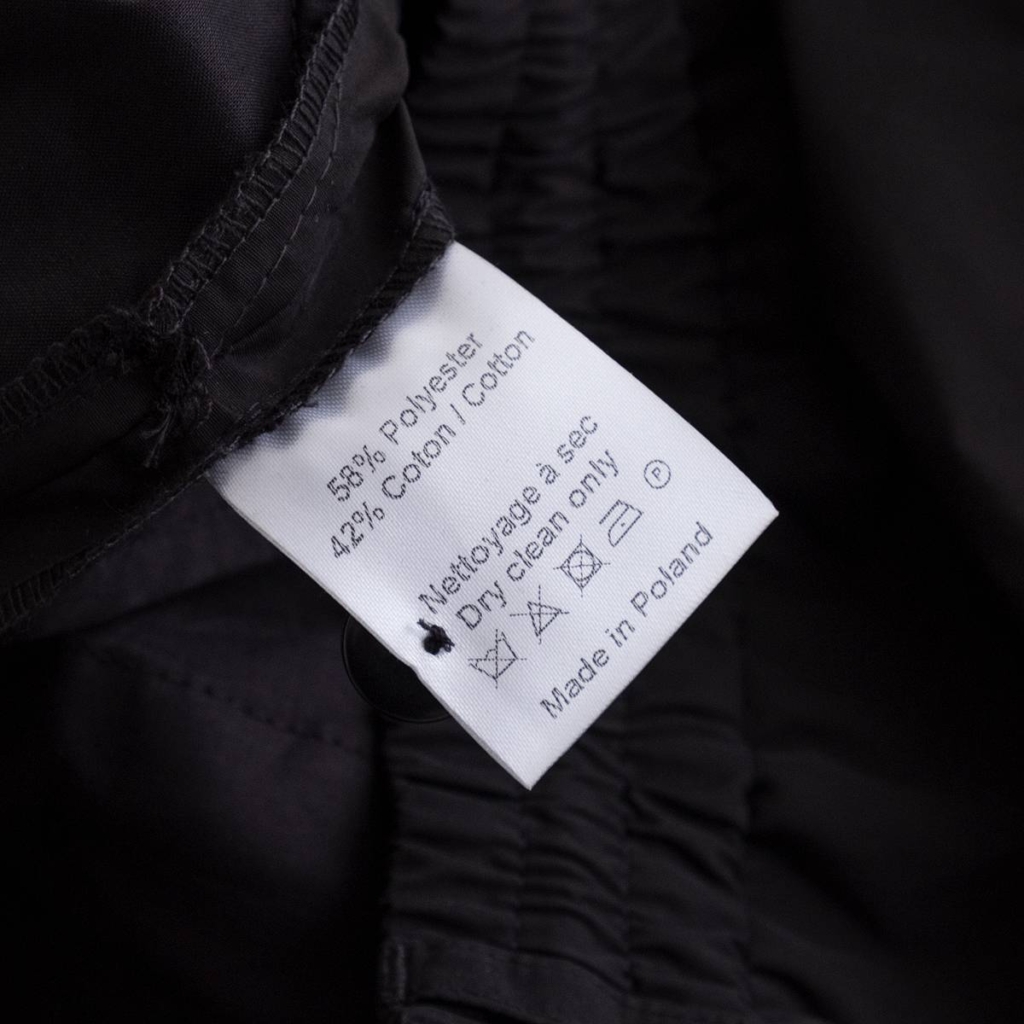 58% Polyester
42% Coton / Cotton
Nettoyage à sec
Dry clean only
P
Made in Poland